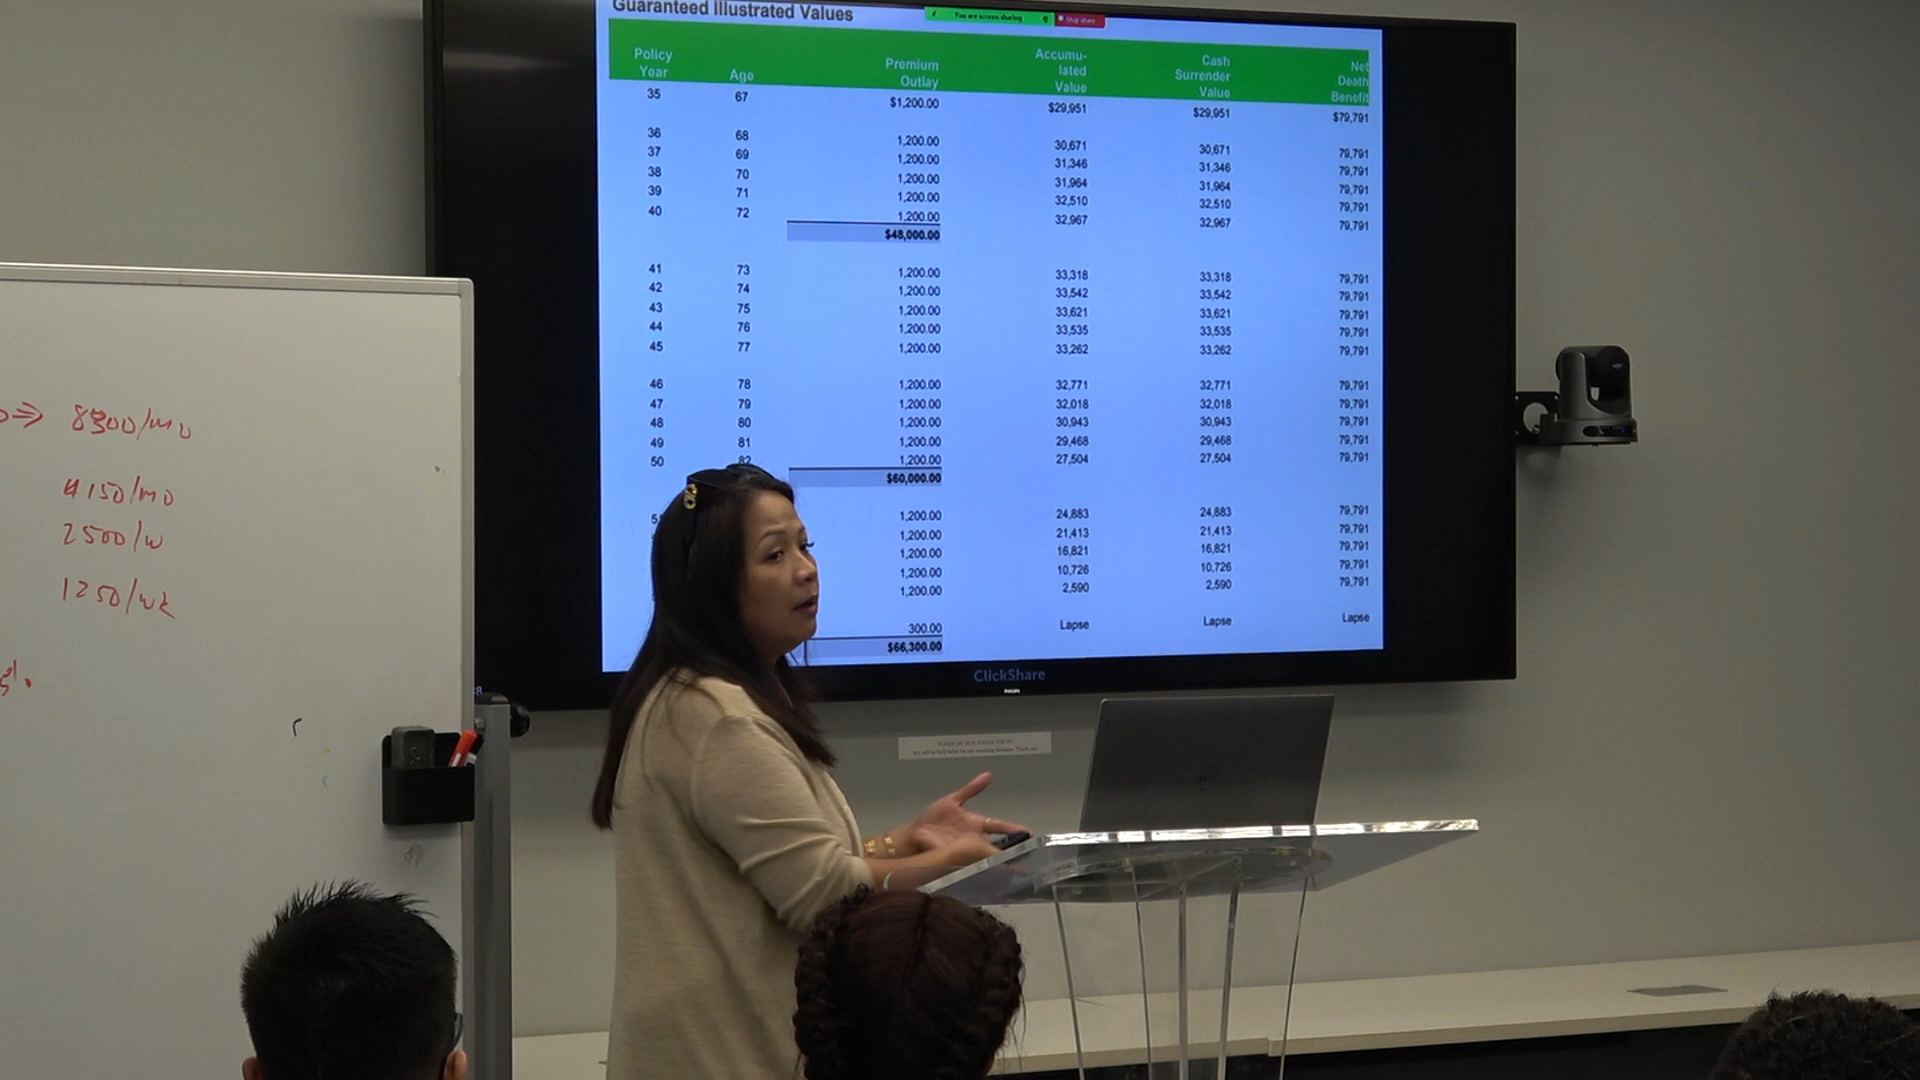 Guaranteed Illustrated Values
You are screen sharing
Stop share
Policy Year Age Premium Outlay Accumu-lated Value Cash Surrender Value Net Death Benefit
35 67 $1,200.00 $29,951 $29,951 $79,791
36 68 1,200.00 30,671 30,671 79,791
37 69 1,200.00 31,346 31,346 79,791
38 70 1,200.00 31,964 31,964 79,791
39 71 1,200.00 32,510 32,510 79,791
40 72 1,200.00 32,967 32,967 79,791
$48,000.00
41 73 1,200.00 33,318 33,318 79,791
42 74 1,200.00 33,542 33,542 79,791
43 75 1,200.00 33,621 33,621 79,791
44 76 1,200.00 33,535 33,535 79,791
45 77 1,200.00 33,262 33,262 79,791
46 78 1,200.00 32,771 32,771 79,791
47 79 1,200.00 32,018 32,018 79,791
48 80 1,200.00 30,943 30,943 79,791
49 81 1,200.00 29,468 29,468 79,791
50 82 1,200.00 27,504 27,504 79,791
$60,000.00
1,200.00 24,883 24,883 79,791
1,200.00 21,413 21,413 79,791
1,200.00 16,821 16,821 79,791
1,200.00 10,726 10,726 79,791
1,200.00 2,590 2,590 79,791
300.00 Lapse Lapse Lapse
$66,300.00
ClickShare
PHILIPS
8300/mo
4150/mo
2500/w
1250/wk